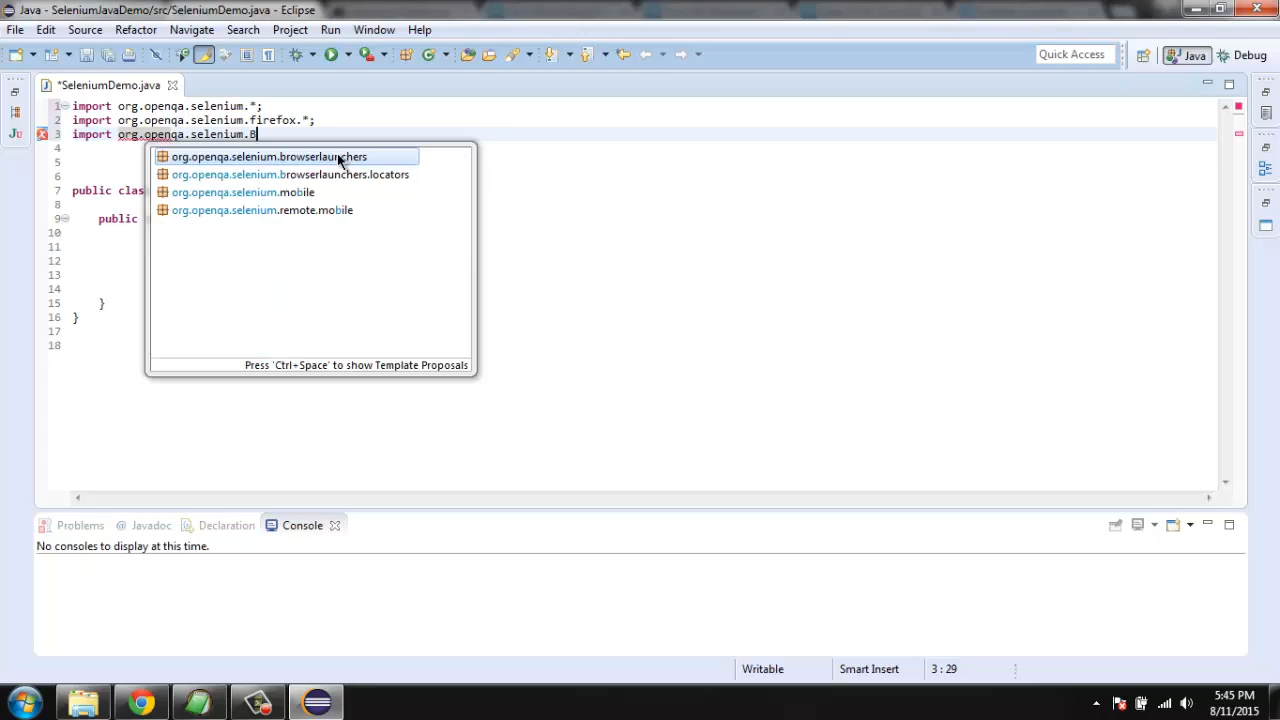 Java - SeleniumJavaDemo/src/SeleniumDemo.java - Eclipse
File Edit Source Refactor Navigate Search Project Run Window Help
Quick Access Java Debug
*SeleniumDemo.java
1 import org.openqa.selenium.*;
2 import org.openqa.selenium.firefox.*;
3 import org.openqa.selenium.B
4
org.openqa.selenium.browserlaunchers
5
org.openqa.selenium.browserlaunchers.locators
6
7 public clas
org.openqa.selenium.mobile
8
org.openqa.selenium.remote.mobile
9 public
10
11
12
13
14
15 }
16 }
17
18
Press 'Ctrl+Space' to show Template Proposals
Problems @ Javadoc Declaration Console
No consoles to display at this time.
Writable Smart Insert 3 : 29
5:45 PM
8/11/2015